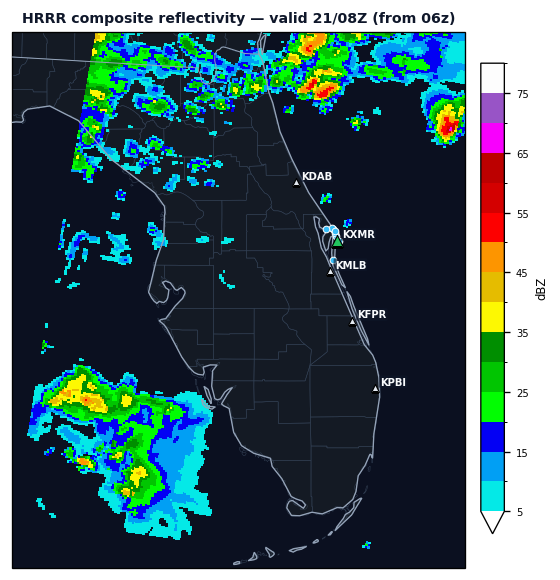 HRRR composite reflectivity — valid 21/08Z (from 06z)
KDAB
KXMR
KMLB
KFPR
KPBI
75
65
55
45
35
25
15
5
dBZ